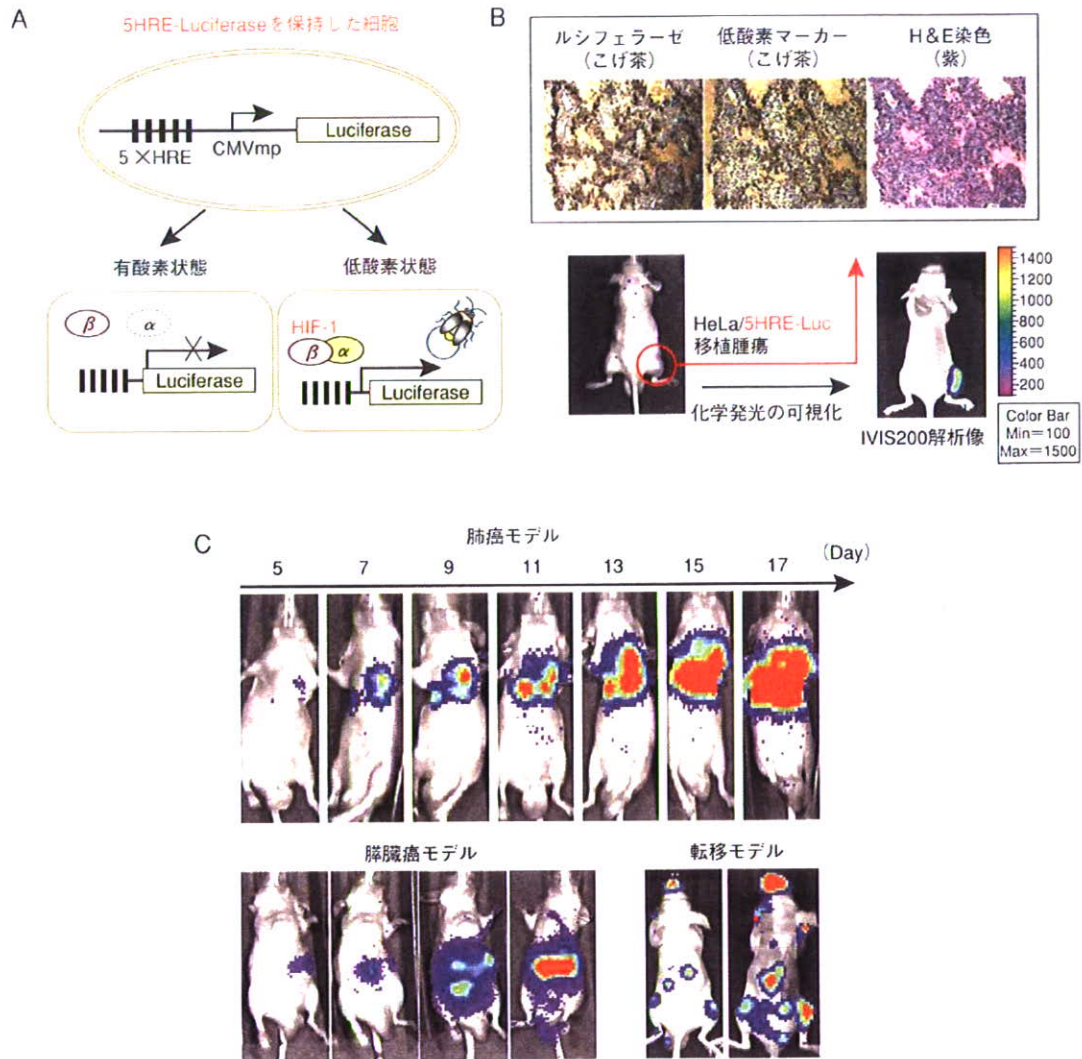 A
5HRE-Luciferaseを保持した細胞
5 ×HRE
CMVmp
Luciferase
有酸素状態
低酸素状態
β
α
Luciferase
HIF-1
β
α
Luciferase
B
ルシフェラーゼ
(こげ茶)
低酸素マーカー
(こげ茶)
H&E染色
(紫)
HeLa/5HRE-Luc
移植腫瘍
化学発光の可視化
IVIS200解析像
1400
1200
1000
800
600
400
200
Color Bar
Min=100
Max=1500
C
肺癌モデル
(Day)
5 7 9 11 13 15 17
膵臓癌モデル
転移モデル